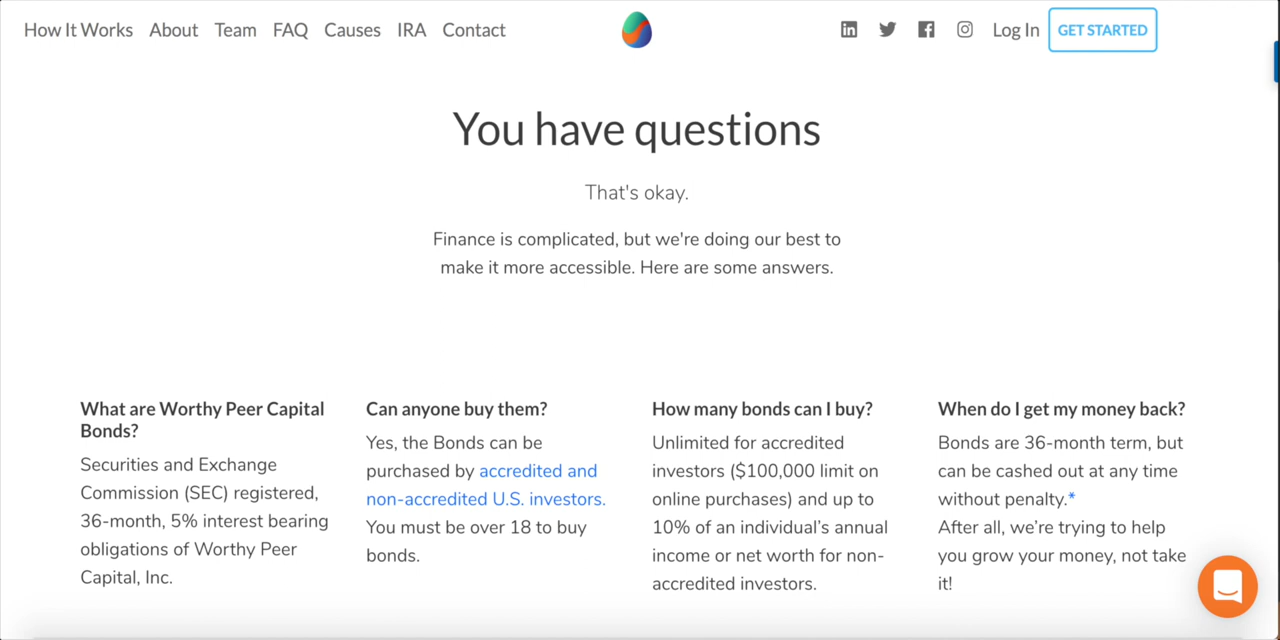 How It Works About Team FAQ Causes IRA Contact Log In GET STARTED
You have questions
That's okay.
Finance is complicated, but we're doing our best to
make it more accessible. Here are some answers.
What are Worthy Peer Capital
Bonds?
Securities and Exchange
Commission (SEC) registered,
36-month, 5% interest bearing
obligations of Worthy Peer
Capital, Inc.
Can anyone buy them?
Yes, the Bonds can be
purchased by accredited and
non-accredited U.S. investors.
You must be over 18 to buy
bonds.
How many bonds can I buy?
Unlimited for accredited
investors ($100,000 limit on
online purchases) and up to
10% of an individual’s annual
income or net worth for non-
accredited investors.
When do I get my money back?
Bonds are 36-month term, but
can be cashed out at any time
without penalty.*
After all, we’re trying to help
you grow your money, not take
it!